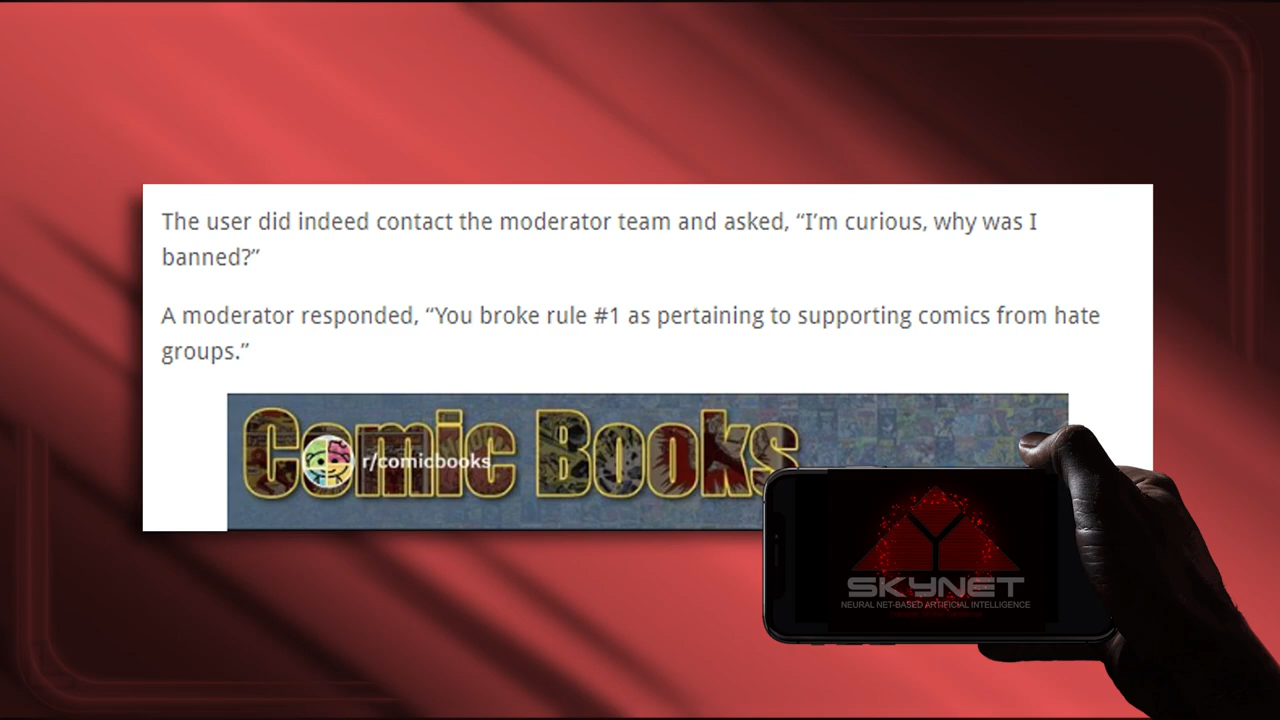 The user did indeed contact the moderator team and asked, “I’m curious, why was I
banned?”
A moderator responded, “You broke rule #1 as pertaining to supporting comics from hate
groups.”
Comic Books
r/comicbooks
SKYNET
NEURAL NET-BASED ARTIFICIAL INTELLIGENCE